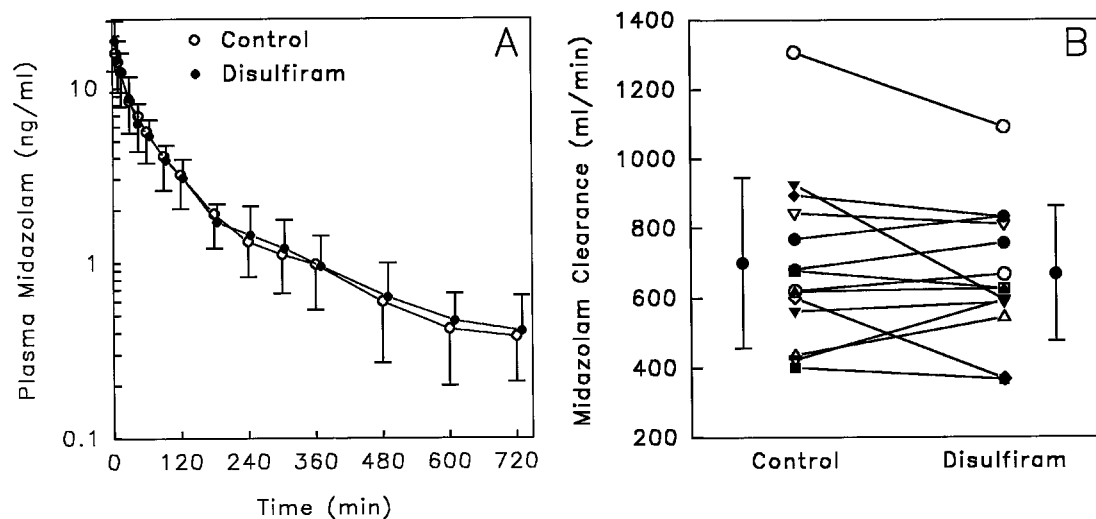 A
Control
Disulfiram
Plasma Midazolam (ng/ml)
10
1
0.1
0 120 240 360 480 600 720
Time (min)
B
Midazolam Clearance (ml/min)
1400
1200
1000
800
600
400
200
Control Disulfiram